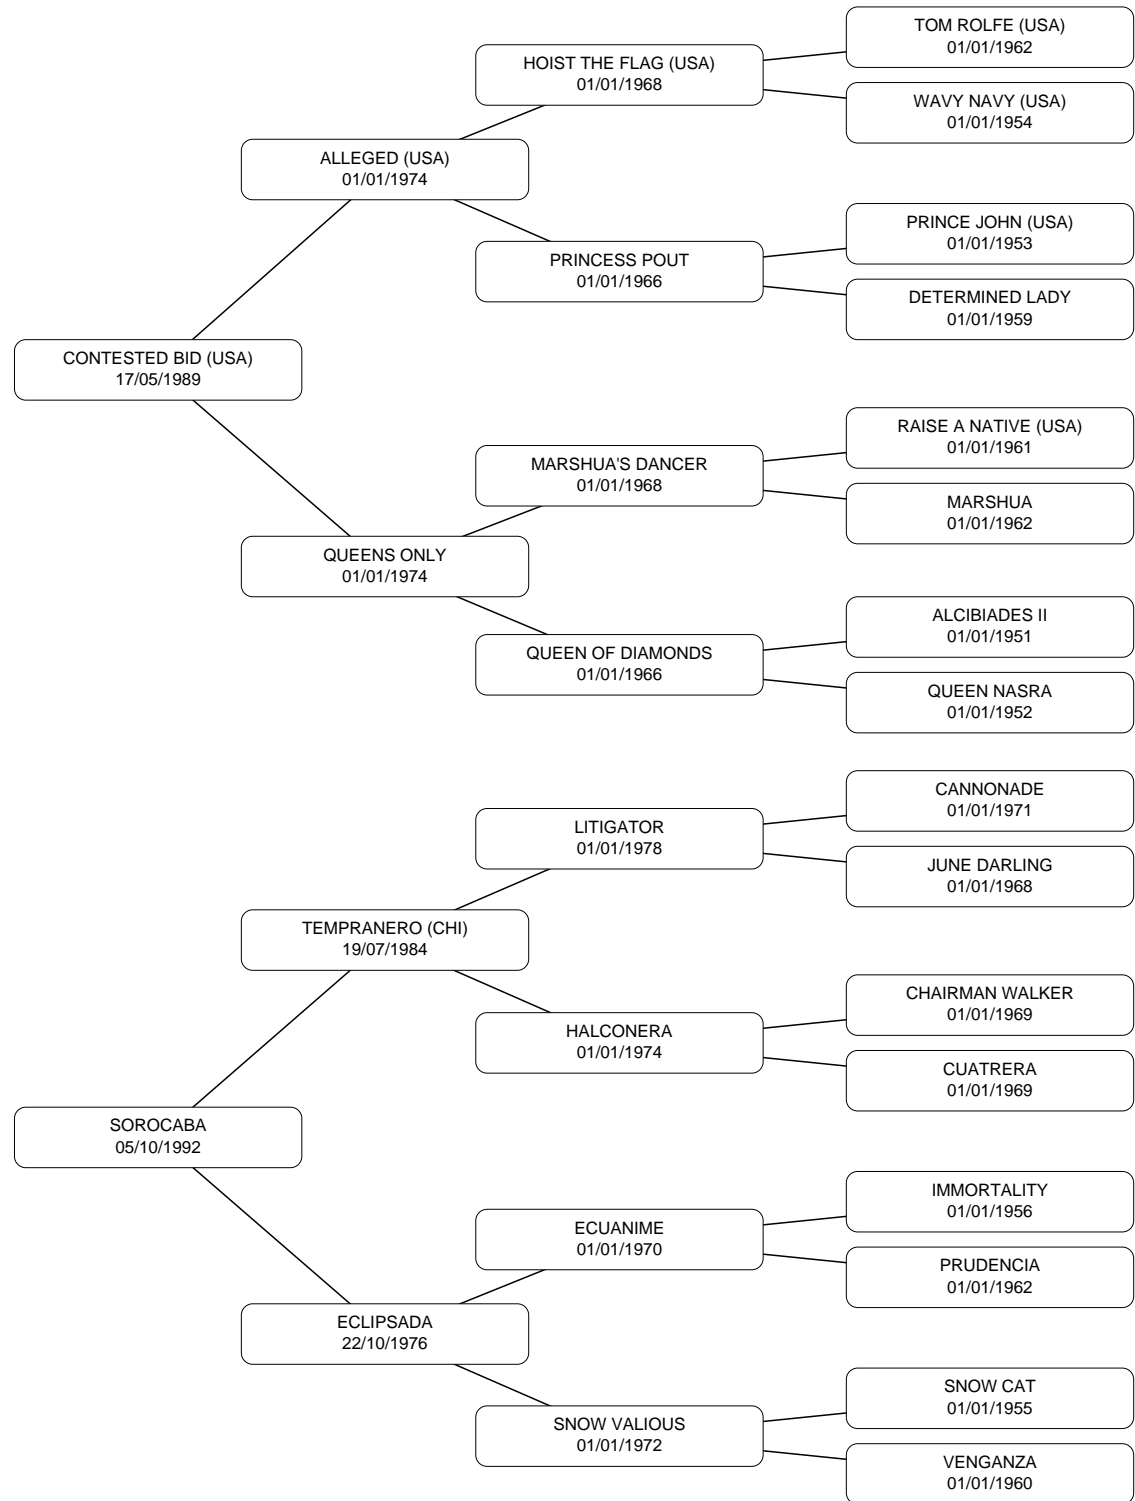 TOM ROLFE (USA)
01/01/1962
HOIST THE FLAG (USA)
01/01/1968
WAVY NAVY (USA)
01/01/1954
ALLEGED (USA)
01/01/1974
PRINCE JOHN (USA)
01/01/1953
PRINCESS POUT
01/01/1966
DETERMINED LADY
01/01/1959
CONTESTED BID (USA)
17/05/1989
RAISE A NATIVE (USA)
01/01/1961
MARSHUA'S DANCER
01/01/1968
MARSHUA
01/01/1962
QUEENS ONLY
01/01/1974
ALCIBIADES II
01/01/1951
QUEEN OF DIAMONDS
01/01/1966
QUEEN NASRA
01/01/1952
CANNONADE
01/01/1971
LITIGATOR
01/01/1978
JUNE DARLING
01/01/1968
TEMPRANERO (CHI)
19/07/1984
CHAIRMAN WALKER
01/01/1969
HALCONERA
01/01/1974
CUATRERA
01/01/1969
SOROCABA
05/10/1992
IMMORTALITY
01/01/1956
ECUANIME
01/01/1970
PRUDENCIA
01/01/1962
ECLIPSADA
22/10/1976
SNOW CAT
01/01/1955
SNOW VALIOUS
01/01/1972
VENGANZA
01/01/1960